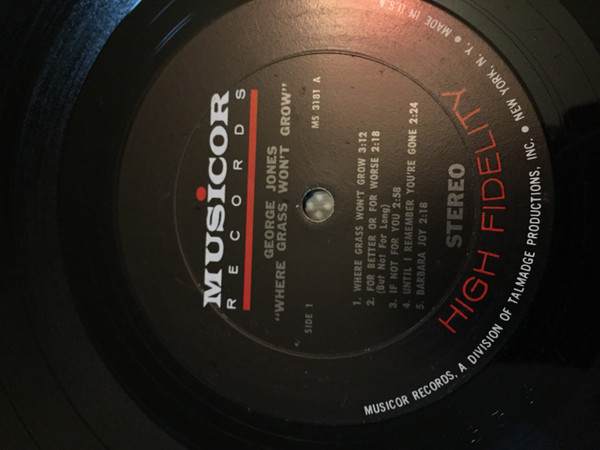 MUSICOR
RECORDS
GEORGE JONES
"WHERE GRASS WON'T GROW"
SIDE 1
MS 3181 A
1. WHERE GRASS WON'T GROW 3:12
2. FOR BETTER OR FOR WORSE 2:18
(But Not For Long)
3. IF NOT FOR YOU 2:58
4. UNTIL I REMEMBER YOU'RE GONE 2:24
5. BARBARA JOY 2:18
STEREO
HIGH FIDELITY
MUSICOR RECORDS, A DIVISION OF TALMADGE PRODUCTIONS, INC. • NEW YORK, N. Y. • MADE IN U.S.A.